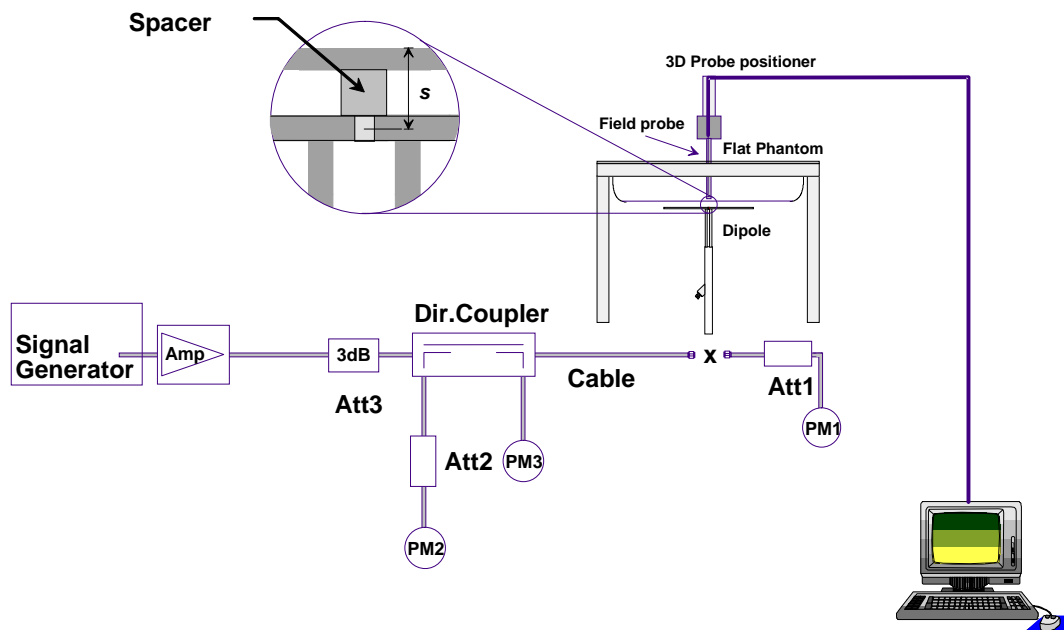 Spacer
s
3D Probe positioner
Field probe
Flat Phantom
Dipole
Signal
Generator
Amp
3dB
Att3
Dir.Coupler
Cable
x
Att1
PM1
Att2
PM3
PM2